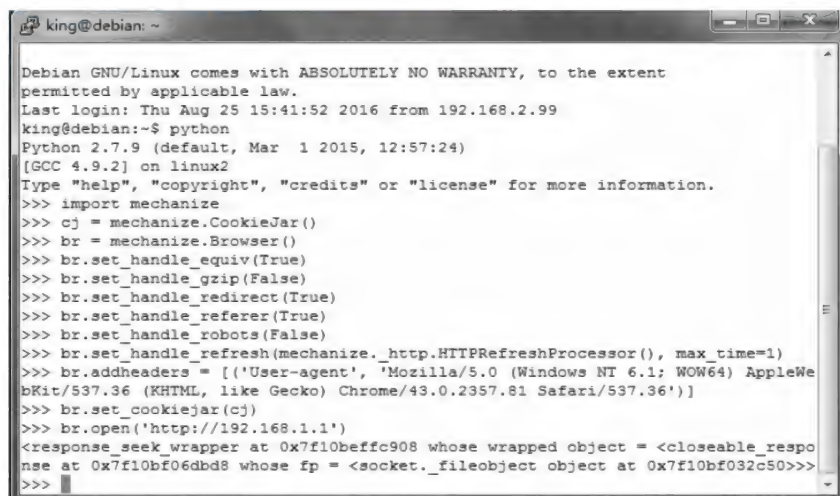 king@debian: ~
Debian GNU/Linux comes with ABSOLUTELY NO WARRANTY, to the extent
permitted by applicable law.
Last login: Thu Aug 25 15:41:52 2016 from 192.168.2.99
king@debian:~$ python
Python 2.7.9 (default, Mar  1 2015, 12:57:24)
[GCC 4.9.2] on linux2
Type "help", "copyright", "credits" or "license" for more information.
>>> import mechanize
>>> cj = mechanize.CookieJar()
>>> br = mechanize.Browser()
>>> br.set_handle_equiv(True)
>>> br.set_handle_gzip(False)
>>> br.set_handle_redirect(True)
>>> br.set_handle_referer(True)
>>> br.set_handle_robots(False)
>>> br.set_handle_refresh(mechanize._http.HTTPRefreshProcessor(), max_time=1)
>>> br.addheaders = [('User-agent', 'Mozilla/5.0 (Windows NT 6.1; WOW64) AppleWe
bKit/537.36 (KHTML, like Gecko) Chrome/43.0.2357.81 Safari/537.36')]
>>> br.set_cookiejar(cj)
>>> br.open('http://192.168.1.1')
<response_seek_wrapper at 0x7f10beffc908 whose wrapped object = <closeable_respo
nse at 0x7f10bf06dbd8 whose fp = <socket._fileobject object at 0x7f10bf032c50>>>
>>>